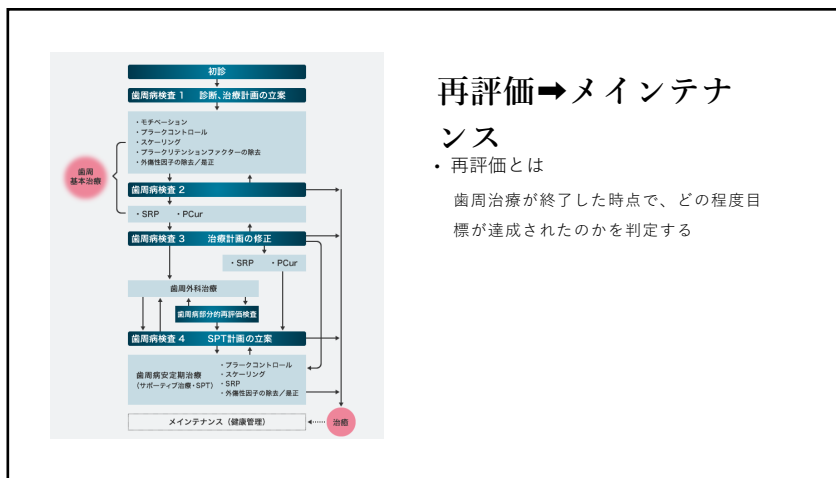 初診
歯周病検査 1 診断、治療計画の立案
・モチベーション
・プラークコントロール
・スケーリング
・プラークリテンションファクターの除去
・外傷性因子の除去／是正
歯周
基本治療
歯周病検査 2
・SRP ・PCur
歯周病検査 3 治療計画の修正
・SRP ・PCur
歯周外科治療
歯周病部分的再評価検査
歯周病検査 4 SPT計画の立案
歯周病安定期治療
（サポーティブ治療・SPT）
・プラークコントロール
・スケーリング
・SRP
・外傷性因子の除去／是正
メインテナンス（健康管理）
治癒
再評価➡メインテナ
ンス
• 再評価とは
歯周治療が終了した時点で、どの程度目
標が達成されたのかを判定する